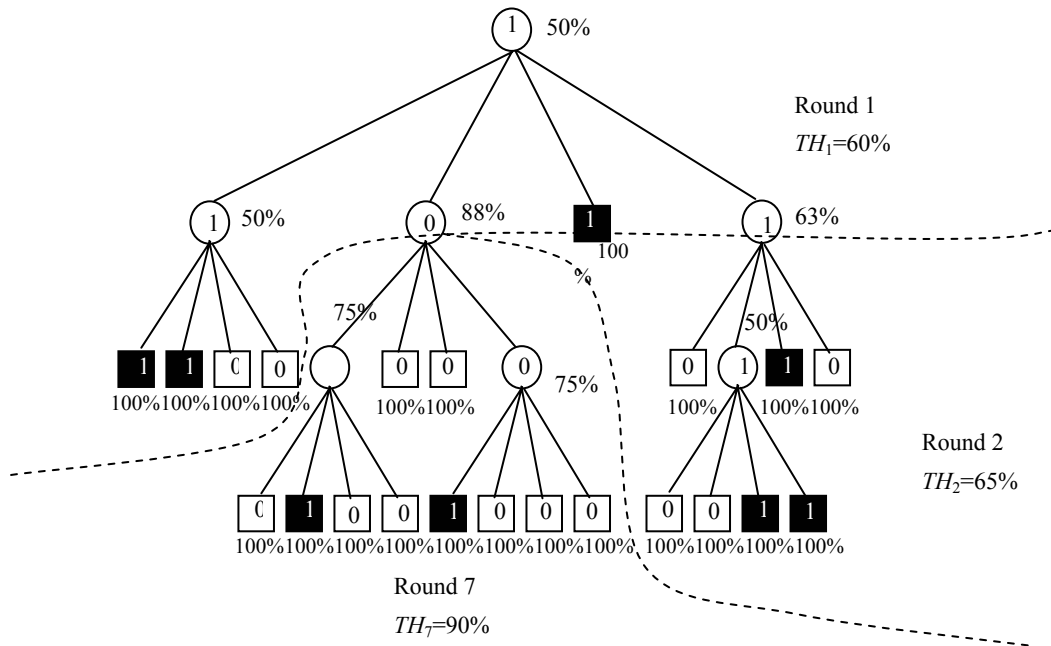 1 50%
Round 1
TH1=60%
1 50% 0 88% 1 1 63%
100
%
75% 50%
1 1 0 0 0 0 0 0 1 1 0
75%
100% 100% 100% 100% 100% 100% 100% 100% 100%
Round 2
TH2=65%
0 1 0 0 1 0 0 0 0 0 1 1
100% 100% 100% 100% 100% 100% 100% 100% 100% 100% 100% 100%
Round 7
TH7=90%